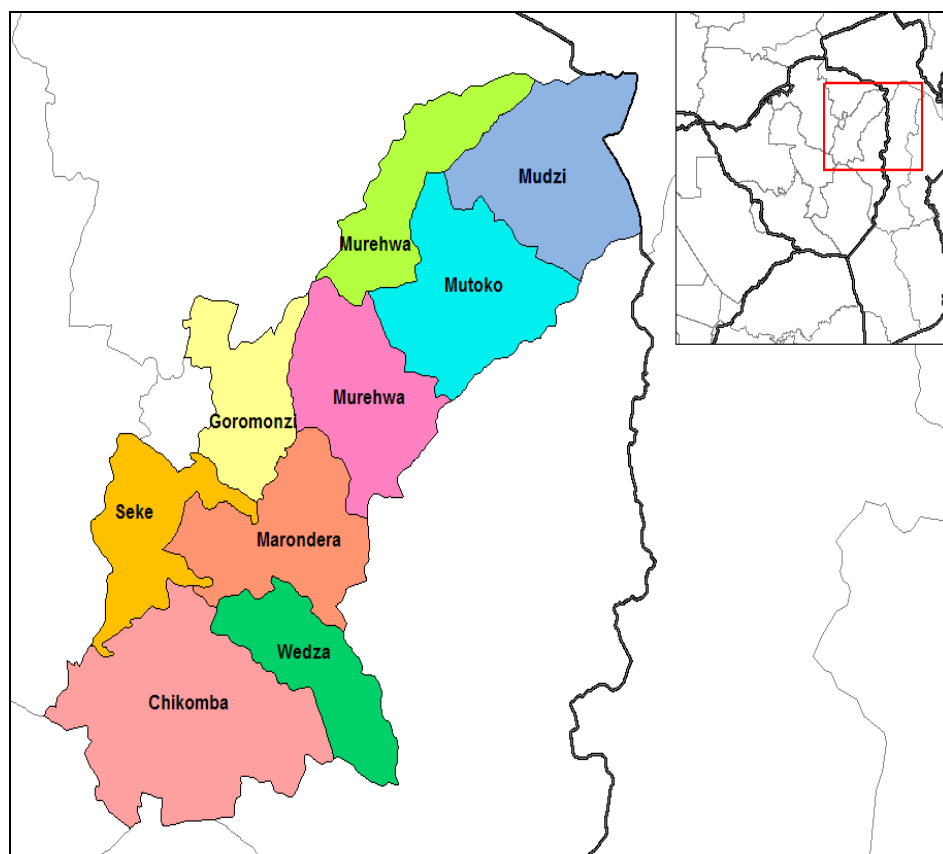 Mudzi
Murehwa
Mutoko
Murehwa
Goromonzi
Seke
Marondera
Wedza
Chikomba